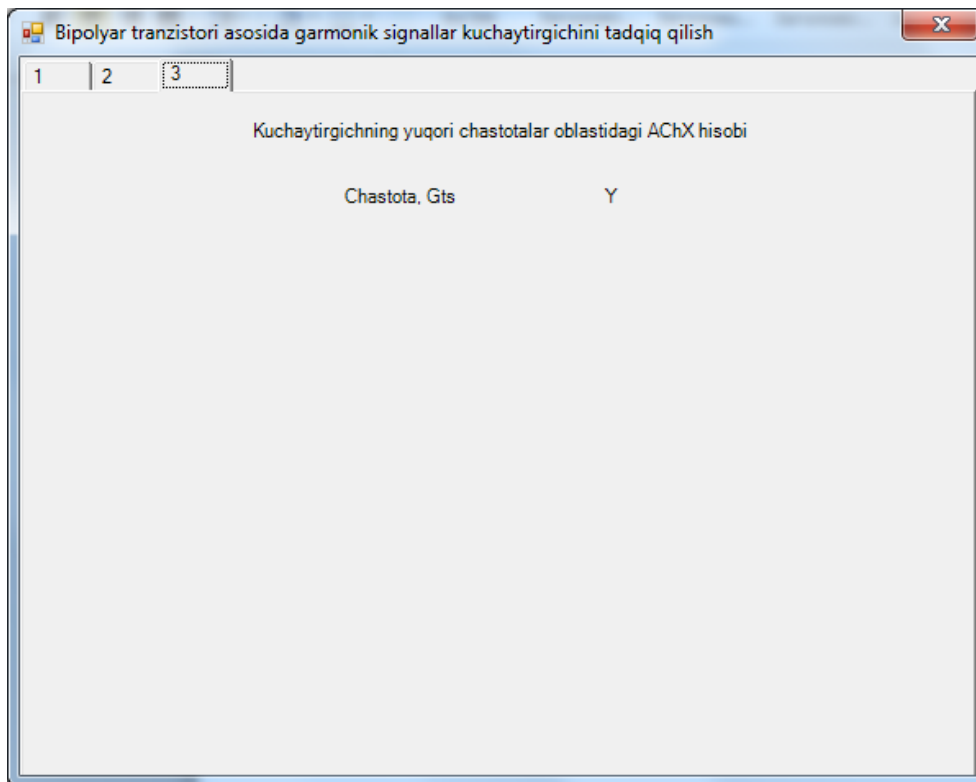 Bipolyar tranzistori asosida garmonik signallar kuchaytirgichini tadqiq qilish
1 2 3
Kuchaytirgichning yuqori chastotalar oblastidagi AChX hisobi
Chastota, Gts Y